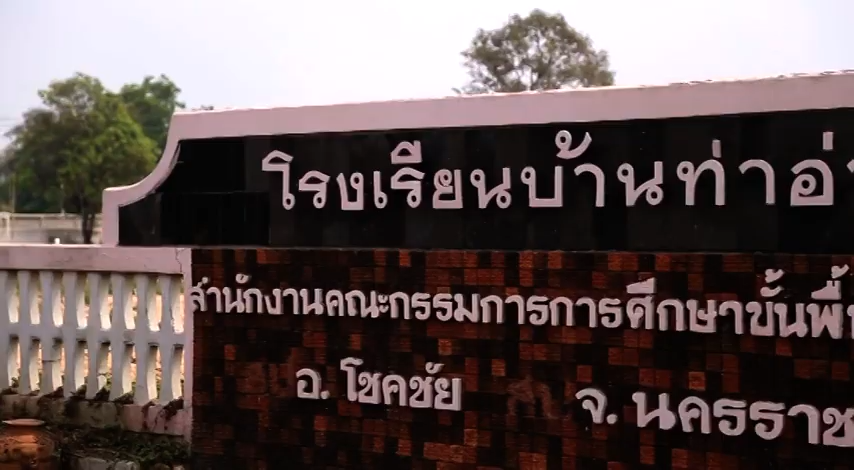 โรงเรียนบ้านท่าอ่
สำนักงานคณะกรรมการการศึกษาขั้นพื้
อ. โชคชัย จ. นครราช